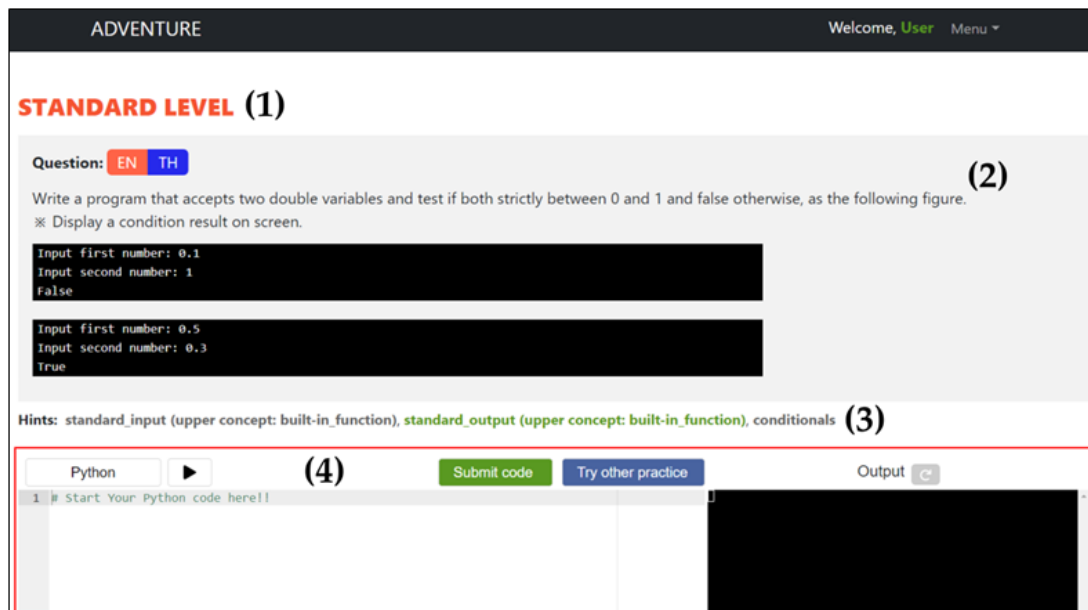 ADVENTURE
Welcome, User Menu
STANDARD LEVEL (1)
Question: EN TH
(2)
Write a program that accepts two double variables and test if both strictly between 0 and 1 and false otherwise, as the following figure.
※ Display a condition result on screen.
Input first number: 0.1
Input second number: 1
False
Input first number: 0.5
Input second number: 0.3
True
Hints: standard_input (upper concept: built-in_function), standard_output (upper concept: built-in_function), conditionals (3)
Python (4) Submit code Try other practice Output
1 # Start Your Python code here!!